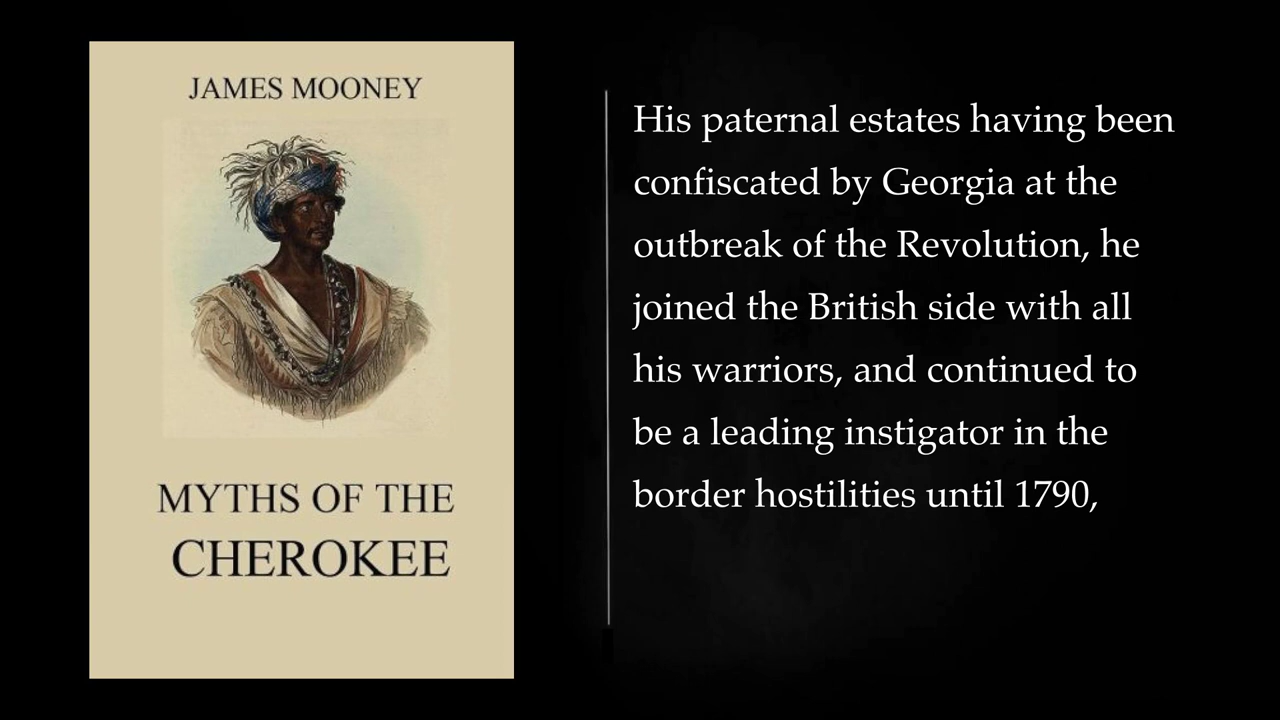 JAMES MOONEY
MYTHS OF THE
CHEROKEE
His paternal estates having been
confiscated by Georgia at the
outbreak of the Revolution, he
joined the British side with all
his warriors, and continued to
be a leading instigator in the
border hostilities until 1790,